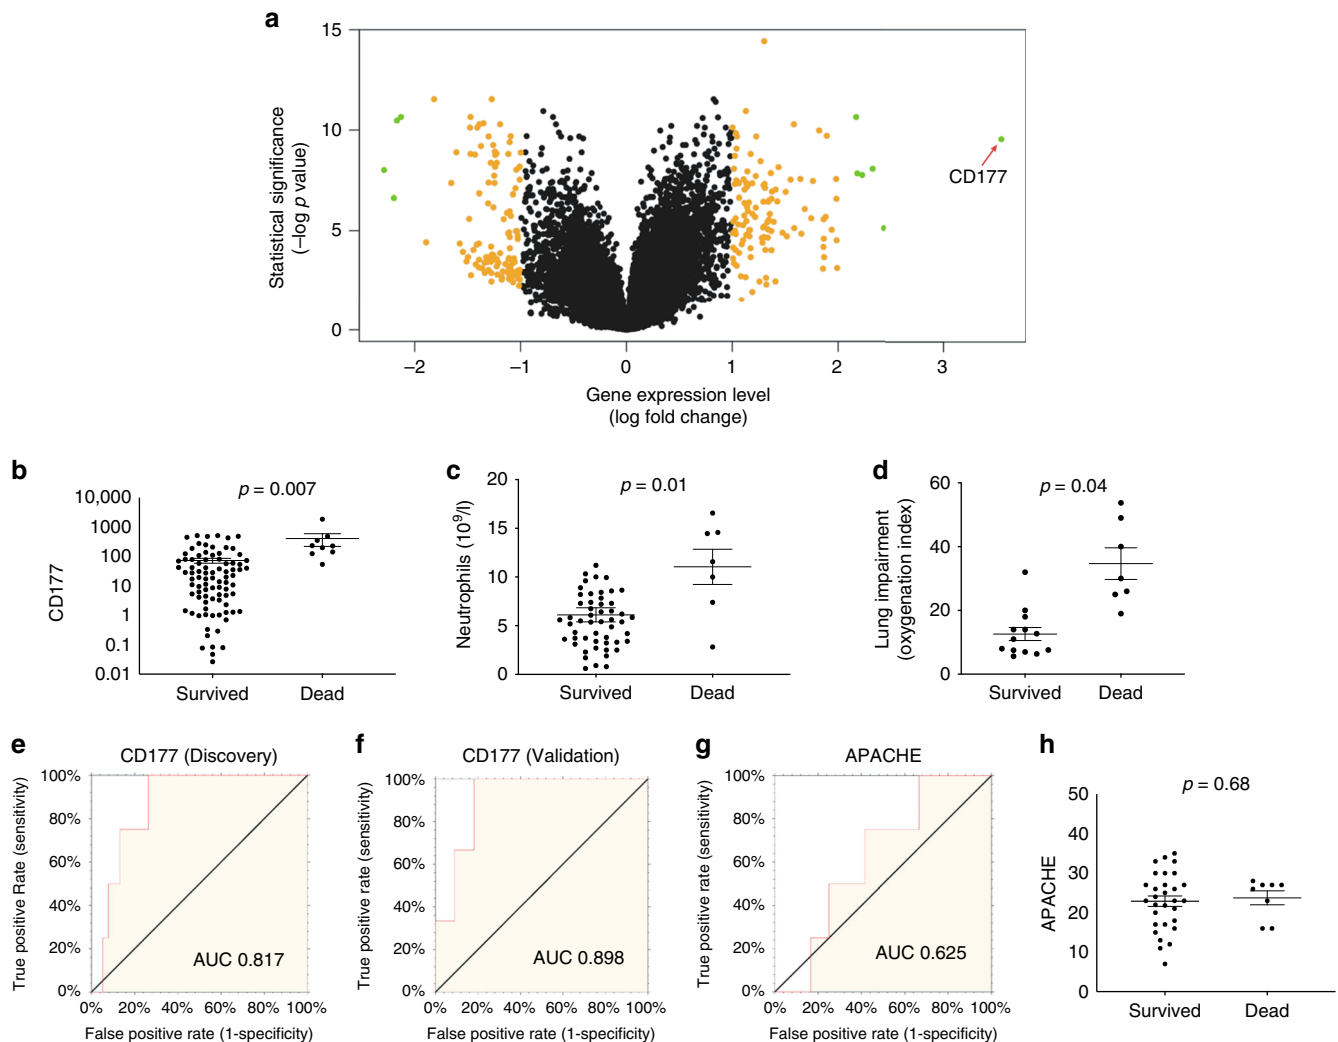 a
15
10
5
0
Statistical significance
(–log p value)
CD177
–2 –1 0 1 2 3
Gene expression level
(log fold change)
b
p = 0.007
10,000
1000
100
10
1
0.1
0.01
CD177
Survived Dead
c
p = 0.01
20
15
10
5
0
Neutrophils (10⁹/l)
Survived Dead
d
p = 0.04
60
40
20
0
Lung impairment
(oxygenation index)
Survived Dead
e
CD177 (Discovery)
100%
80%
60%
40%
20%
0%
True positive Rate (sensitivity)
AUC 0.817
0% 20% 40% 60% 80% 100%
False positive rate (1-specificity)
f
CD177 (Validation)
100%
80%
60%
40%
20%
0%
True positive rate (sensitivity)
AUC 0.898
0% 20% 40% 60% 80% 100%
False positive rate (1-specificity)
g
APACHE
100%
80%
60%
40%
20%
0%
True positive rate (sensitivity)
AUC 0.625
0% 20% 40% 60% 80% 100%
False positive rate (1-specificity)
h
p = 0.68
50
40
30
20
10
0
APACHE
Survived Dead